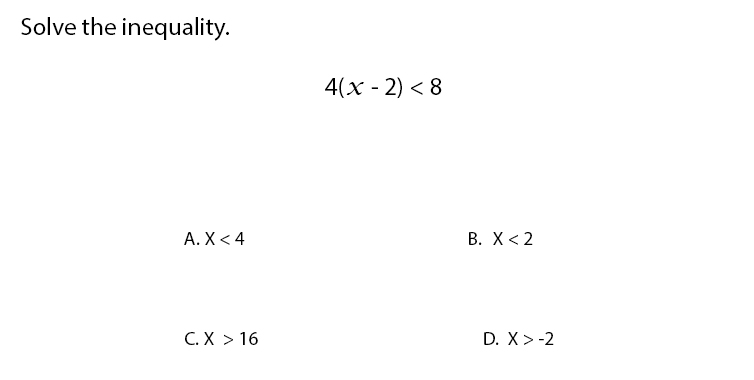 Solve the inequality.
4(x - 2) < 8
A. X < 4
B. X < 2
C. X > 16
D. X > -2